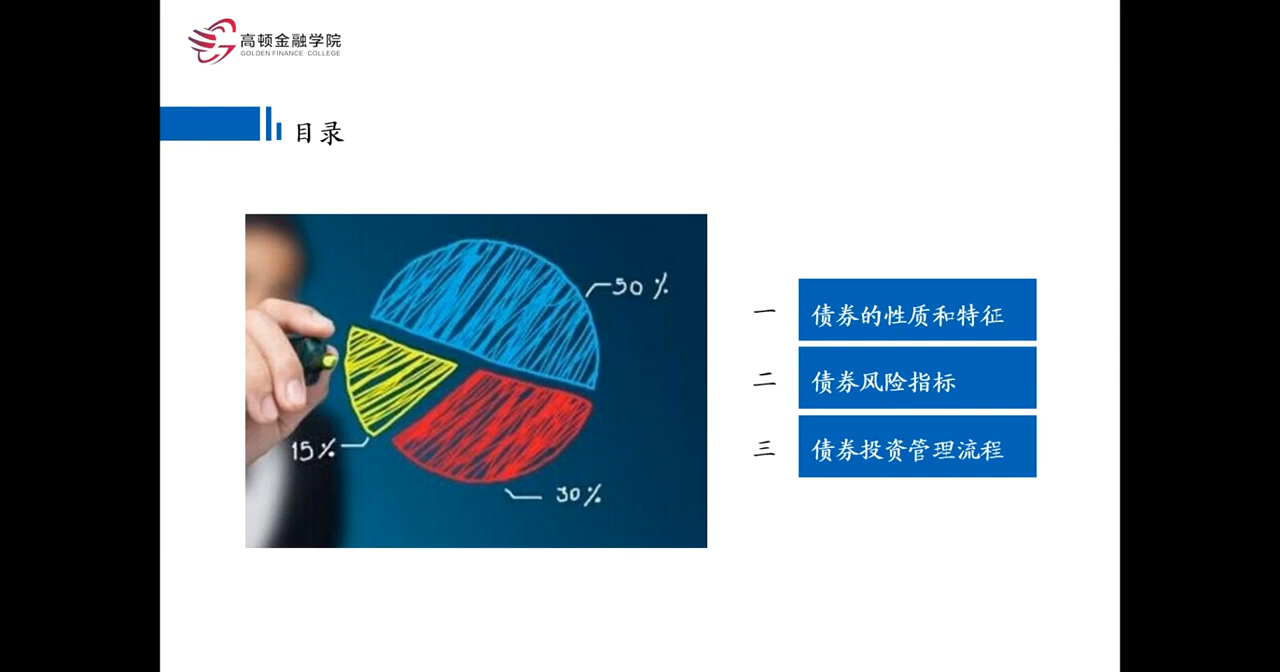 高顿金融学院
GOLDEN FINANCE COLLEGE
目录
50%
15%
30%
一 债券的性质和特征
二 债券风险指标
三 债券投资管理流程